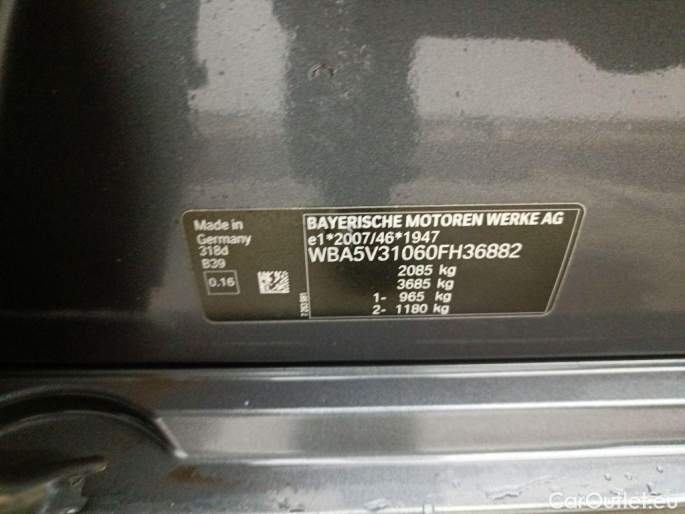 Made in
Germany
318d
B39
0.16
BAYERISCHE MOTOREN WERKE AG
e1*2007/46*1947
WBA5V31060FH36882
2085 kg
3685 kg
1- 965 kg
2- 1180 kg
CarOutlet.eu